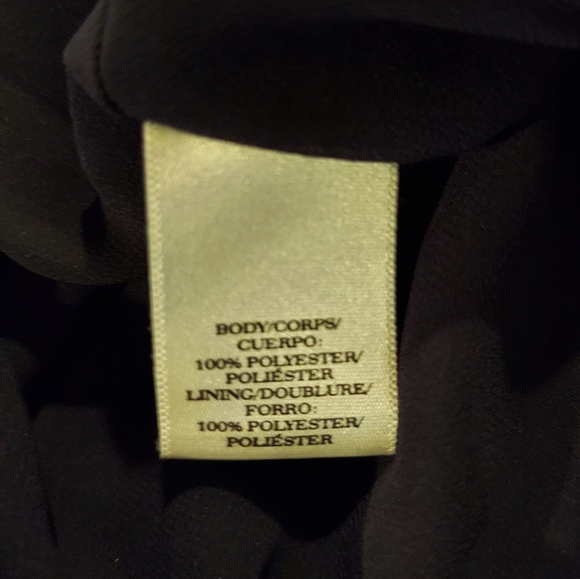 BODY/CORPS/
CUERPO:
100% POLYESTER/
POLIÉSTER
LINING/DOUBLURE/
FORRO:
100% POLYESTER/
POLIÉSTER